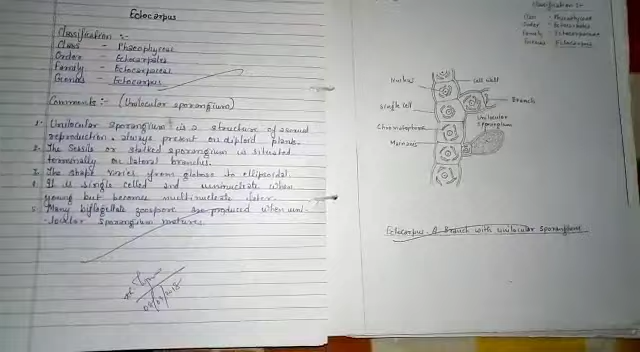 Ectocarpus
Classification :-
Class - Phaeophyceae
Order - Ectocarpales
Family - Ectocarpaceae
Genus - Ectocarpus
Comments :- (Unilocular sporangium)
1. Unilocular sporangium is a structure of asexual
reproduction is always present on diploid plants.
2. The Sessile or stalked sporangium is situated
terminally on lateral branches.
3. The shape varies from globose to ellipsoidal.
4. It is single celled and uninucleate when
young but becomes multinucleate later.
5. Many biflagellate zoospore are produced when uni-
-locular sporangium matures.
Classification :-
Class - Phaeophyceae
Order - Ectocarpales
Family - Ectocarpaceae
Genus - Ectocarpus
Nucleus
Cell Wall
Branch
Single cell
Unilocular
Sporangium
Chromatophore
Meiosis
Ectocarpus - A Branch with unilocular sporangium